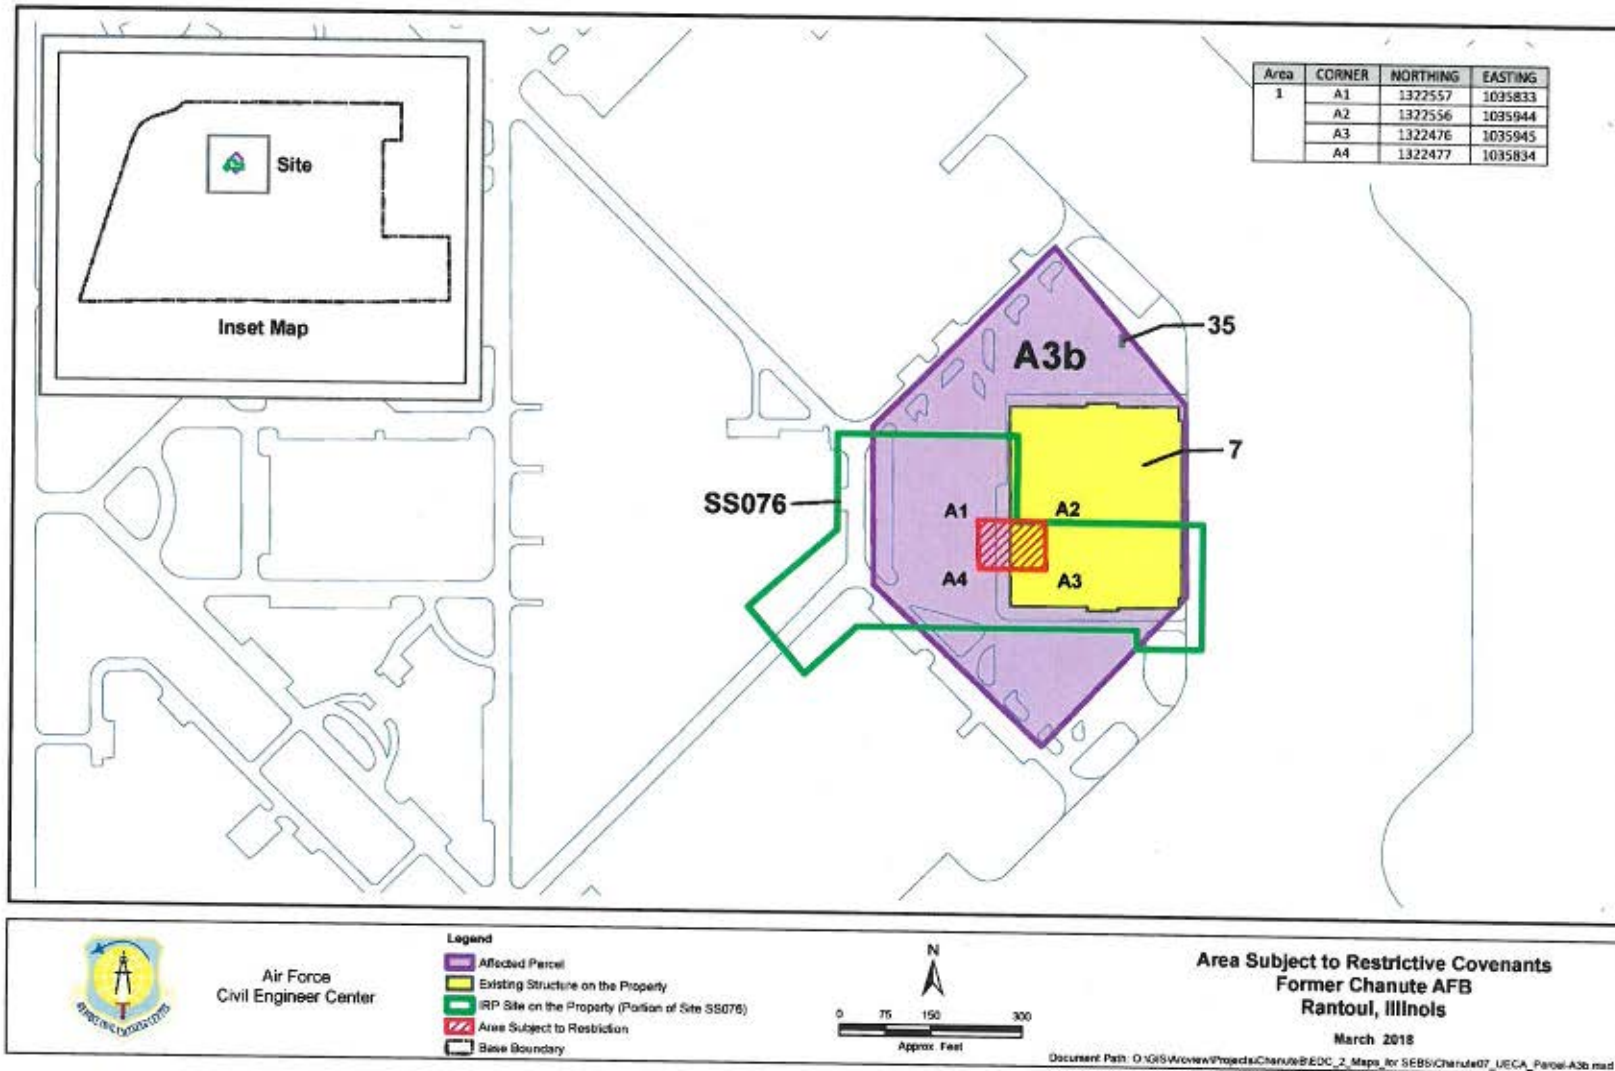 Site
Inset Map
Area CORNER NORTHING EASTING
1 A1 1322557 1035833
A2 1322556 1035944
A3 1322476 1035945
A4 1322477 1035834
35
A3b
7
SS076
A1
A2
A4
A3
Air Force
Civil Engineer Center
Legend
Affected Parcel
Existing Structure on the Property
IRP Site on the Property (Portion of Site SS076)
Area Subject to Restriction
Base Boundary
N
0 75 150 300
Approx. Feet
Area Subject to Restrictive Covenants
Former Chanute AFB
Rantoul, Illinois
March 2018
Document Path: